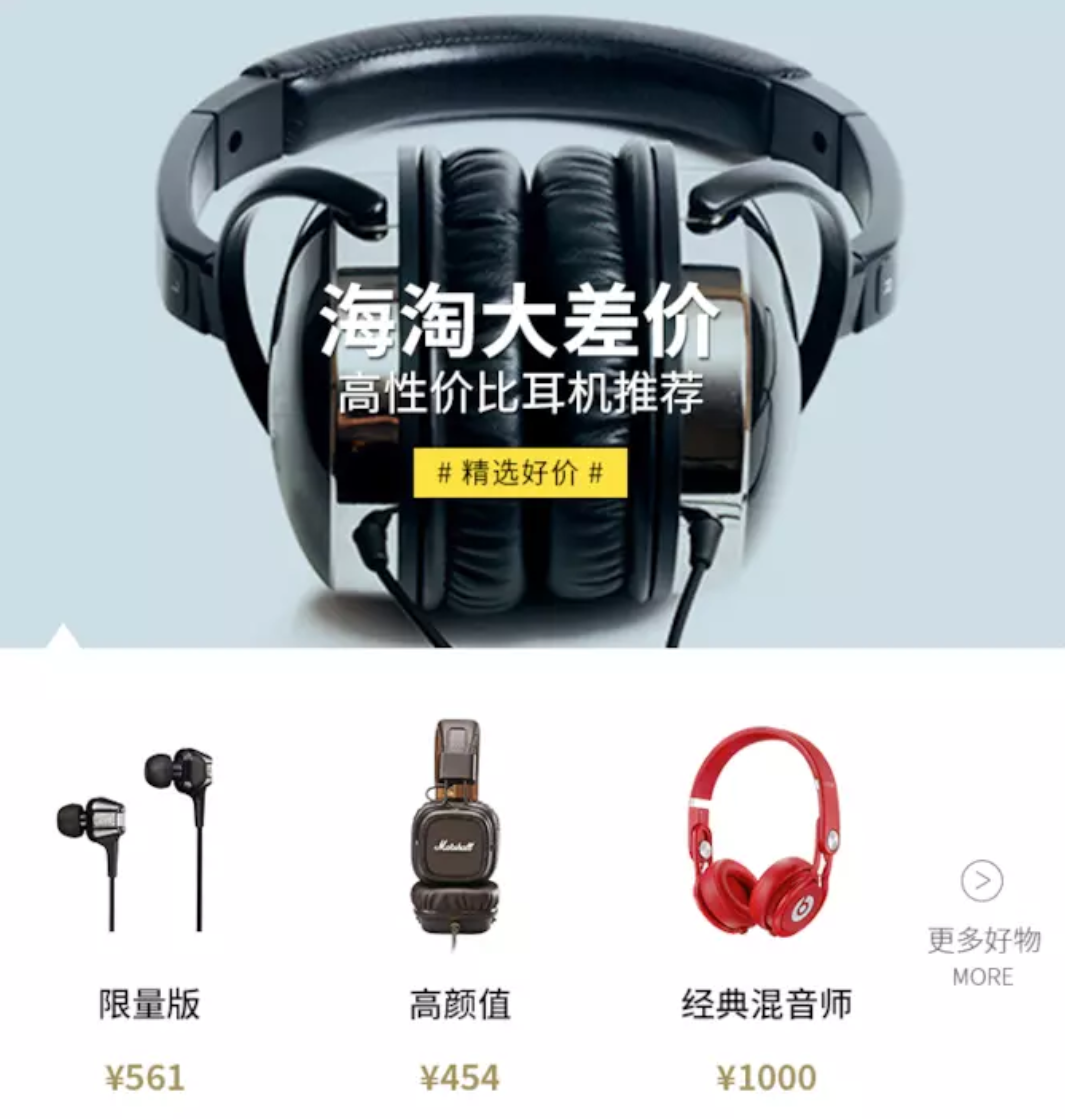 海淘大差价
高性价比耳机推荐
# 精选好价 #
Marshall
限量版
¥561
高颜值
¥454
经典混音师
¥1000
更多好物
MORE